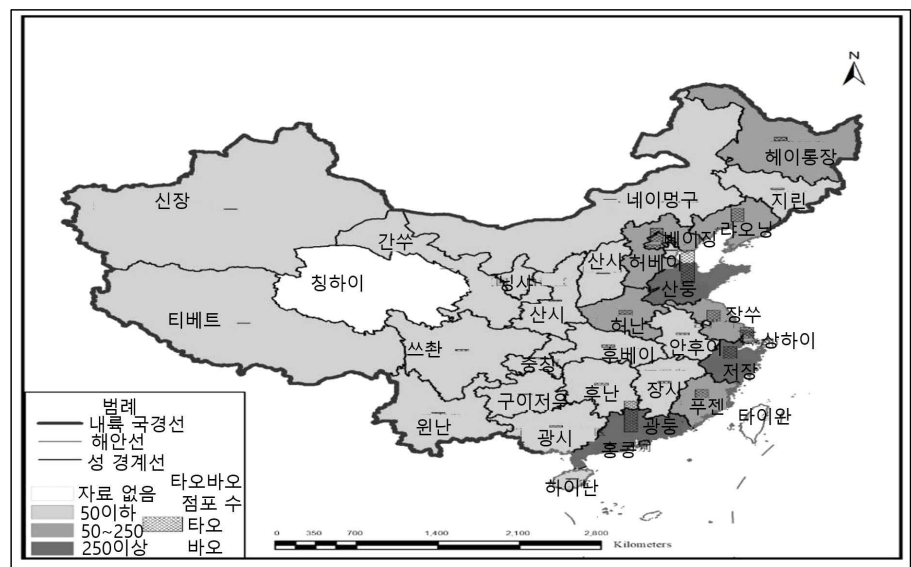 N
헤이룽장
네이멍구
지린
신장
랴오닝
간쑤
베이징
산시 허베이
닝샤
칭하이
산둥
산시
장쑤
티베트
허난
상하이
쓰촨
안후이
후베이
충칭
저장
구이저우
후난
장시
푸젠
타이완
윈난
광시
광둥
홍콩
하이난
범례
내륙 국경선
해안선
성 경계선
타오바오
점포 수
자료 없음
50이하
50~250
타오
250이상
바오
0 350 700 1,400 2,100 2,800
Kilometers